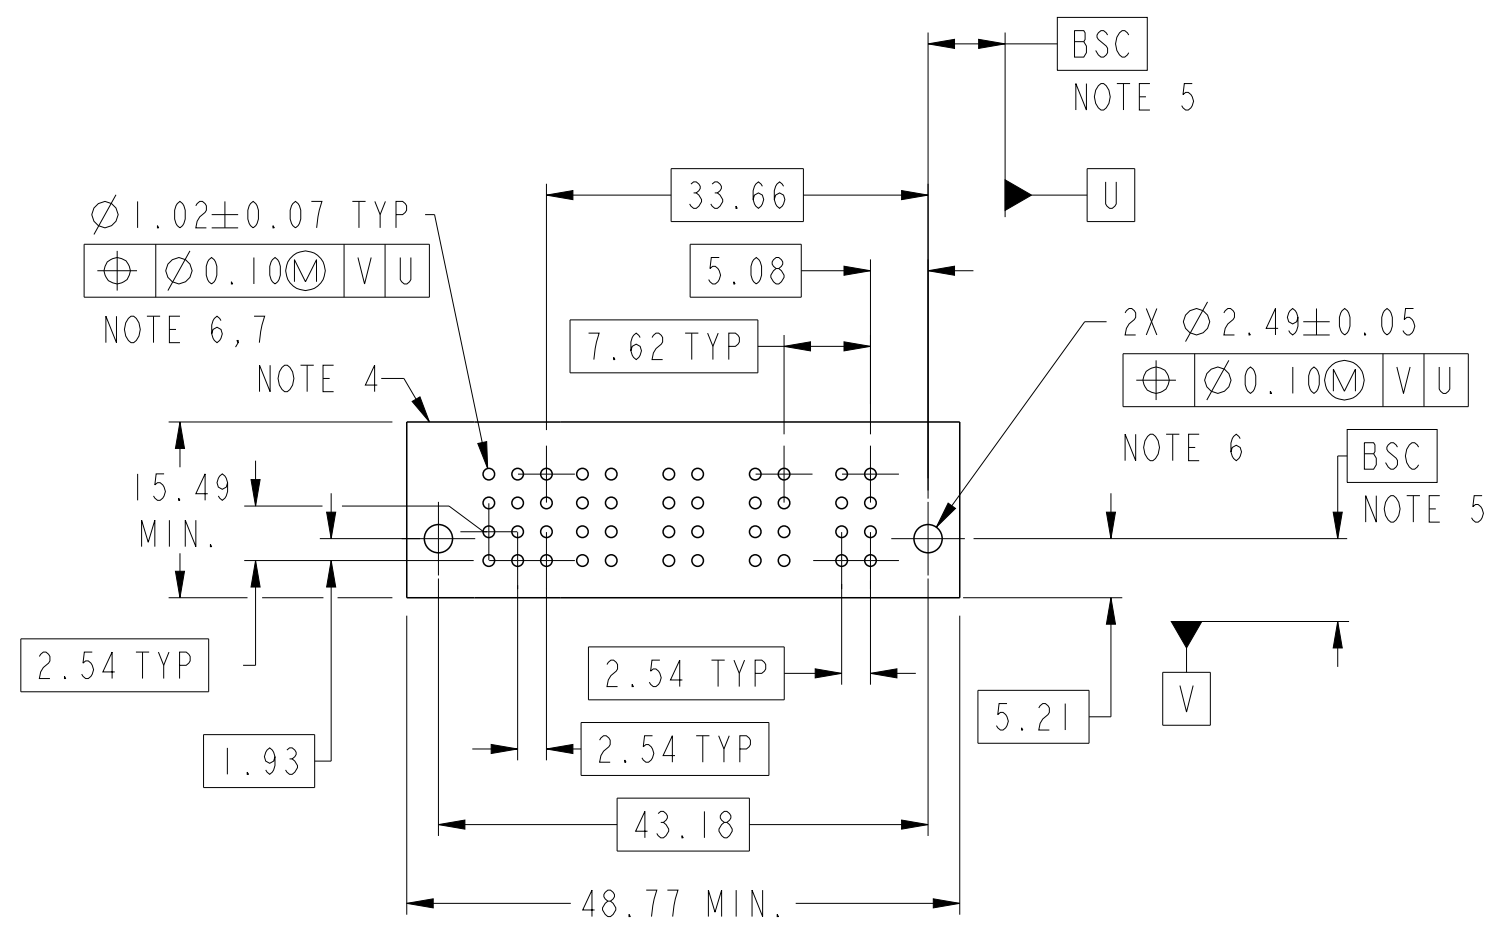 BSC
NOTE 5
33.66
U
Ø1.02±0.07 TYP
⌖ Ø0.10Ⓜ V U
NOTE 6,7
5.08
7.62 TYP
2X Ø2.49±0.05
⌖ Ø0.10Ⓜ V U
NOTE 6
NOTE 4
BSC
NOTE 5
15.49
MIN.
2.54 TYP
2.54 TYP
5.21
V
1.93
2.54 TYP
43.18
48.77 MIN.